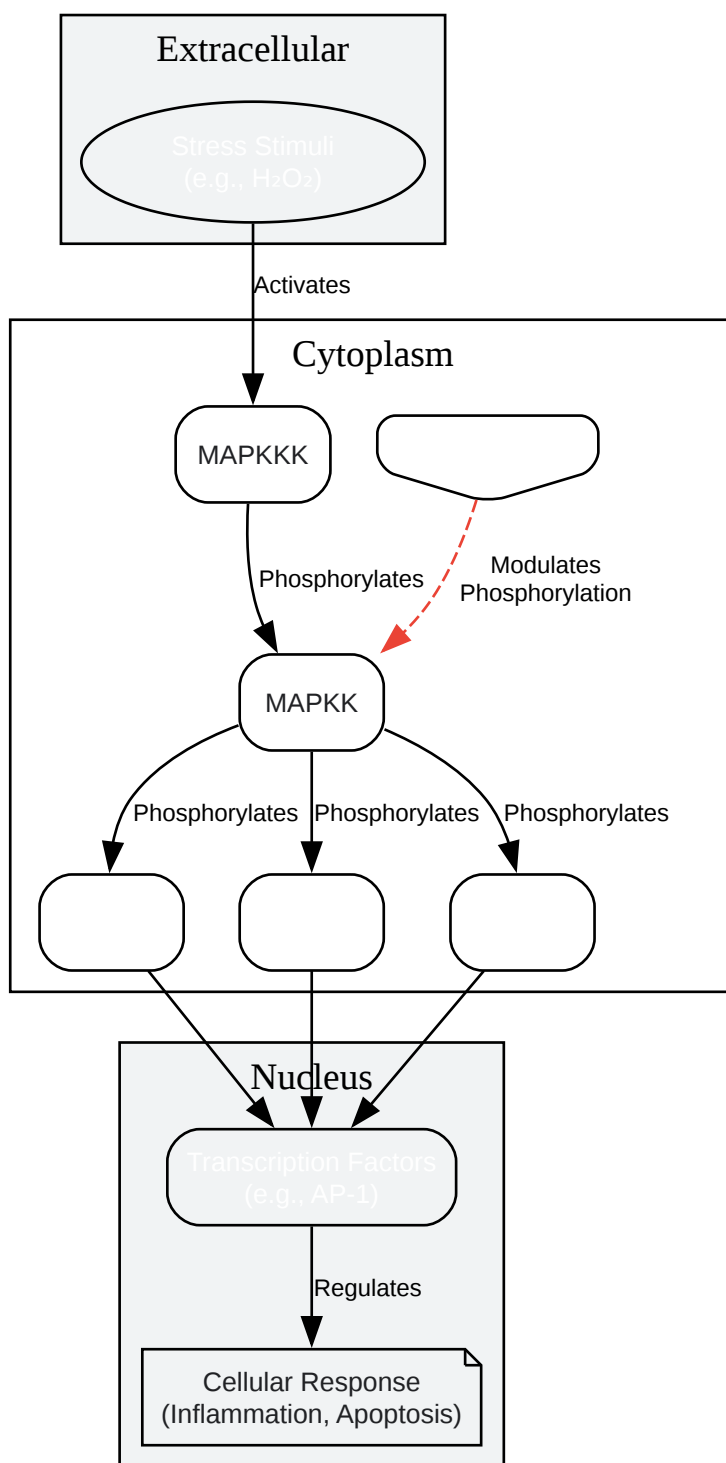 Extracellular
Stress Stimuli
(e.g., H₂O₂)
Activates
Cytoplasm
MAPKKK
Phosphorylates
Modulates
Phosphorylation
MAPKK
Phosphorylates
Phosphorylates
Phosphorylates
Nucleus
Transcription Factors
(e.g., AP-1)
Regulates
Cellular Response
(Inflammation, Apoptosis)